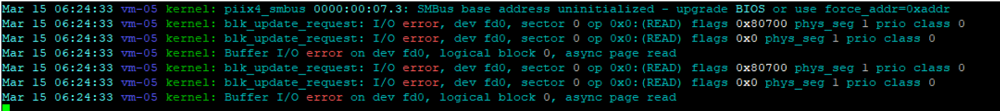 Mar 15 06:24:33 vm-05 kernel: piix4_smbus 0000:00:07.3: SMBus base address uninitialized - upgrade BIOS or use force_addr=0xaddr
Mar 15 06:24:33 vm-05 kernel: blk_update_request: I/O error, dev fd0, sector 0 op 0x0:(READ) flags 0x80700 phys_seg 1 prio class 0
Mar 15 06:24:33 vm-05 kernel: blk_update_request: I/O error, dev fd0, sector 0 op 0x0:(READ) flags 0x0 phys_seg 1 prio class 0
Mar 15 06:24:33 vm-05 kernel: Buffer I/O error on dev fd0, logical block 0, async page read
Mar 15 06:24:33 vm-05 kernel: blk_update_request: I/O error, dev fd0, sector 0 op 0x0:(READ) flags 0x80700 phys_seg 1 prio class 0
Mar 15 06:24:33 vm-05 kernel: blk_update_request: I/O error, dev fd0, sector 0 op 0x0:(READ) flags 0x0 phys_seg 1 prio class 0
Mar 15 06:24:33 vm-05 kernel: Buffer I/O error on dev fd0, logical block 0, async page read